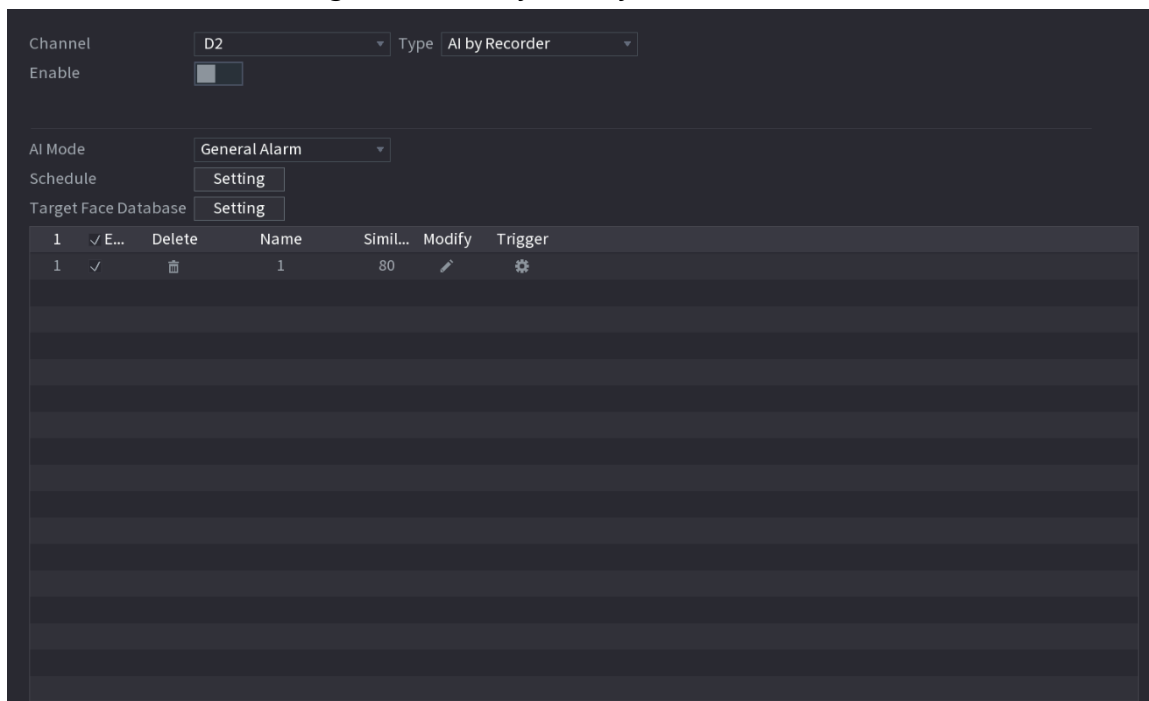 Channel D2 Type AI by Recorder
Enable
AI Mode General Alarm
Schedule Setting
Target Face Database Setting
1 E... Delete Name Simil... Modify Trigger
1 1 80